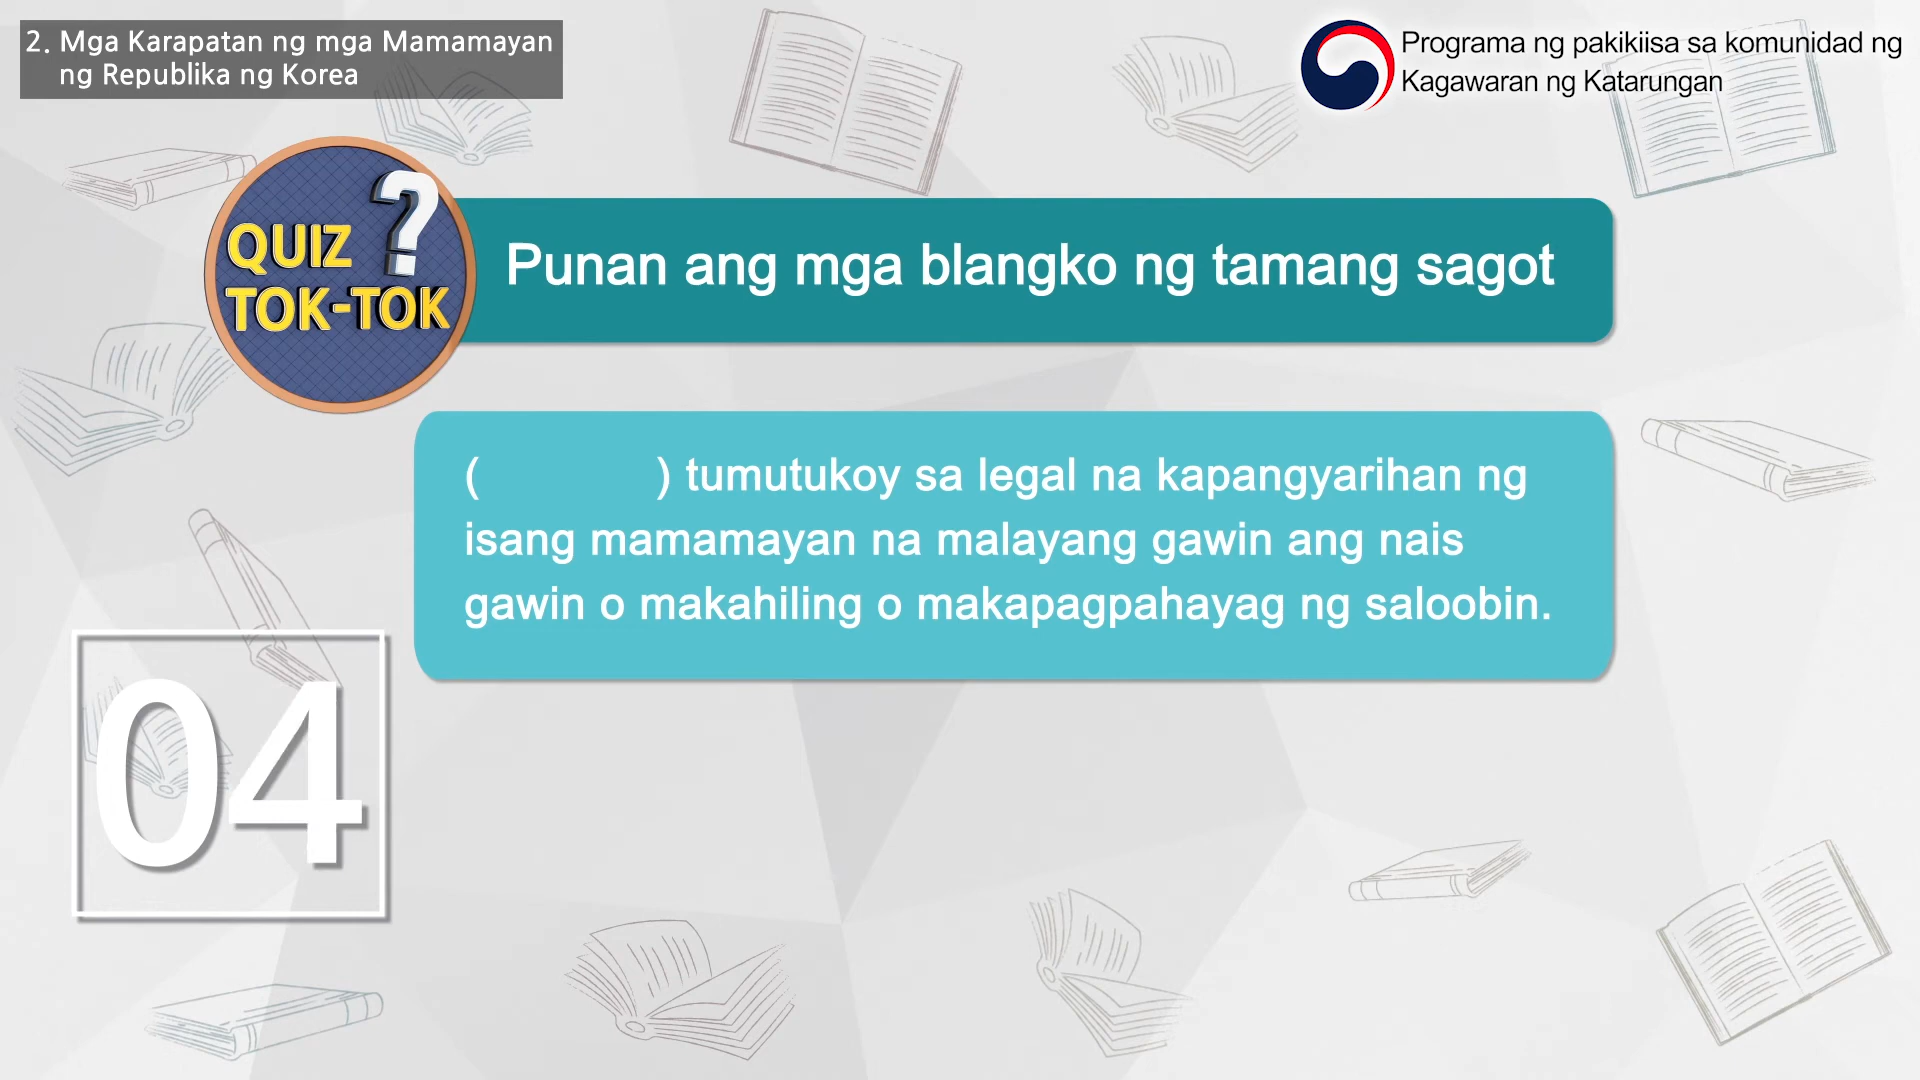 2. Mga Karapatan ng mga Mamamayan
ng Republika ng Korea
Programa ng pakikiisa sa komunidad ng
Kagawaran ng Katarungan
QUIZ ?
TOK-TOK
Punan ang mga blangko ng tamang sagot
( ) tumutukoy sa legal na kapangyarihan ng
isang mamamayan na malayang gawin ang nais
gawin o makahiling o makapagpahayag ng saloobin.
04